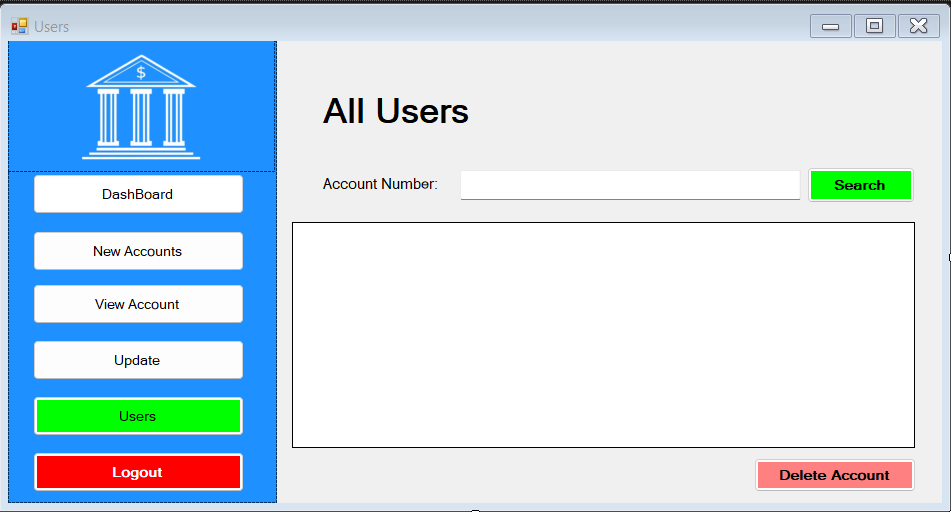 Users
$
All Users
Account Number:
Search
DashBoard
New Accounts
View Account
Update
Users
Logout
Delete Account